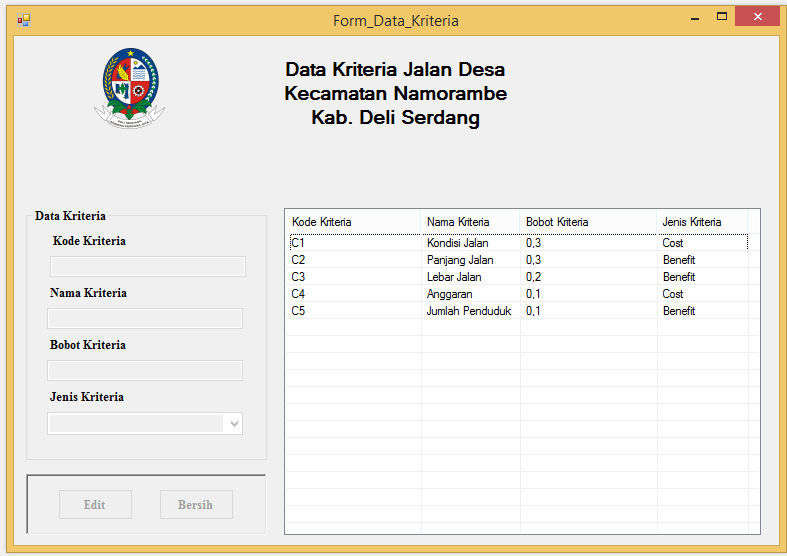 Form_Data_Kriteria
Data Kriteria Jalan Desa
Kecamatan Namorambe
Kab. Deli Serdang
DELI SERDANG
Data Kriteria
Kode Kriteria
Nama Kriteria
Bobot Kriteria
Jenis Kriteria
Edit Bersih
Kode Kriteria Nama Kriteria Bobot Kriteria Jenis Kriteria
C1 Kondisi Jalan 0,3 Cost
C2 Panjang Jalan 0,3 Benefit
C3 Lebar Jalan 0,2 Benefit
C4 Anggaran 0,1 Cost
C5 Jumlah Penduduk 0,1 Benefit